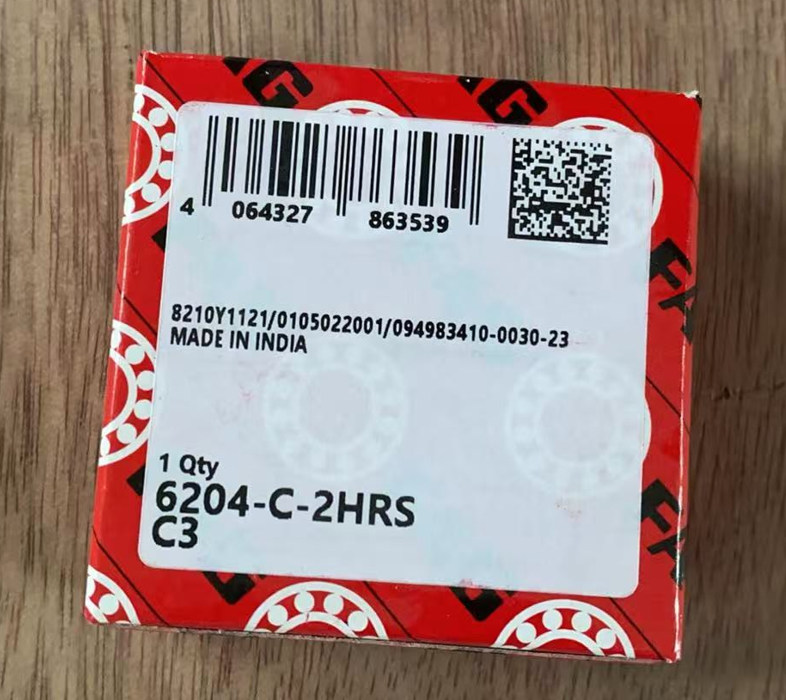 4 064327 863539
8210Y1121/0105022001/094983410-0030-23
MADE IN INDIA
1 Qty
6204-C-2HRS
C3